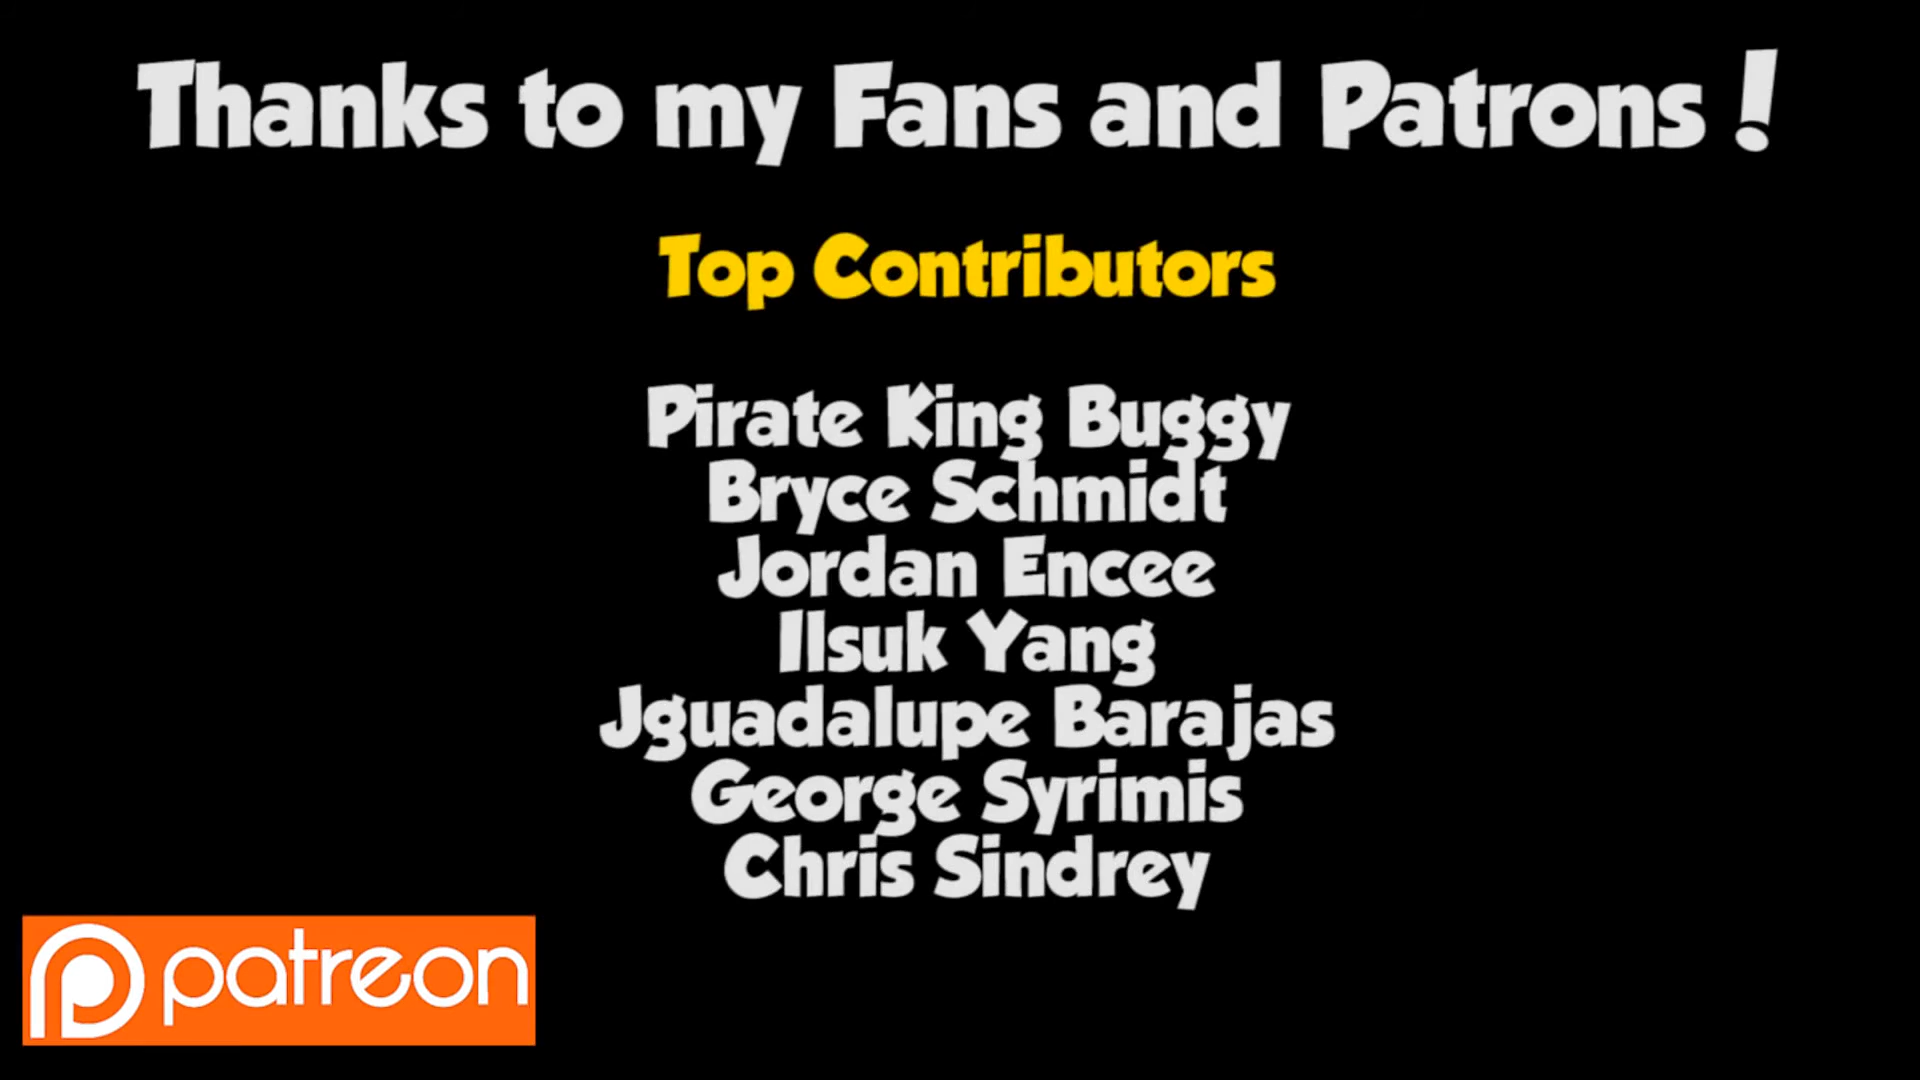 Thanks to my Fans and Patrons!
Top Contributors
Pirate King Buggy
Bryce Schmidt
Jordan Encee
Ilsuk Yang
Jguadalupe Barajas
George Syrimis
Chris Sindrey
patreon